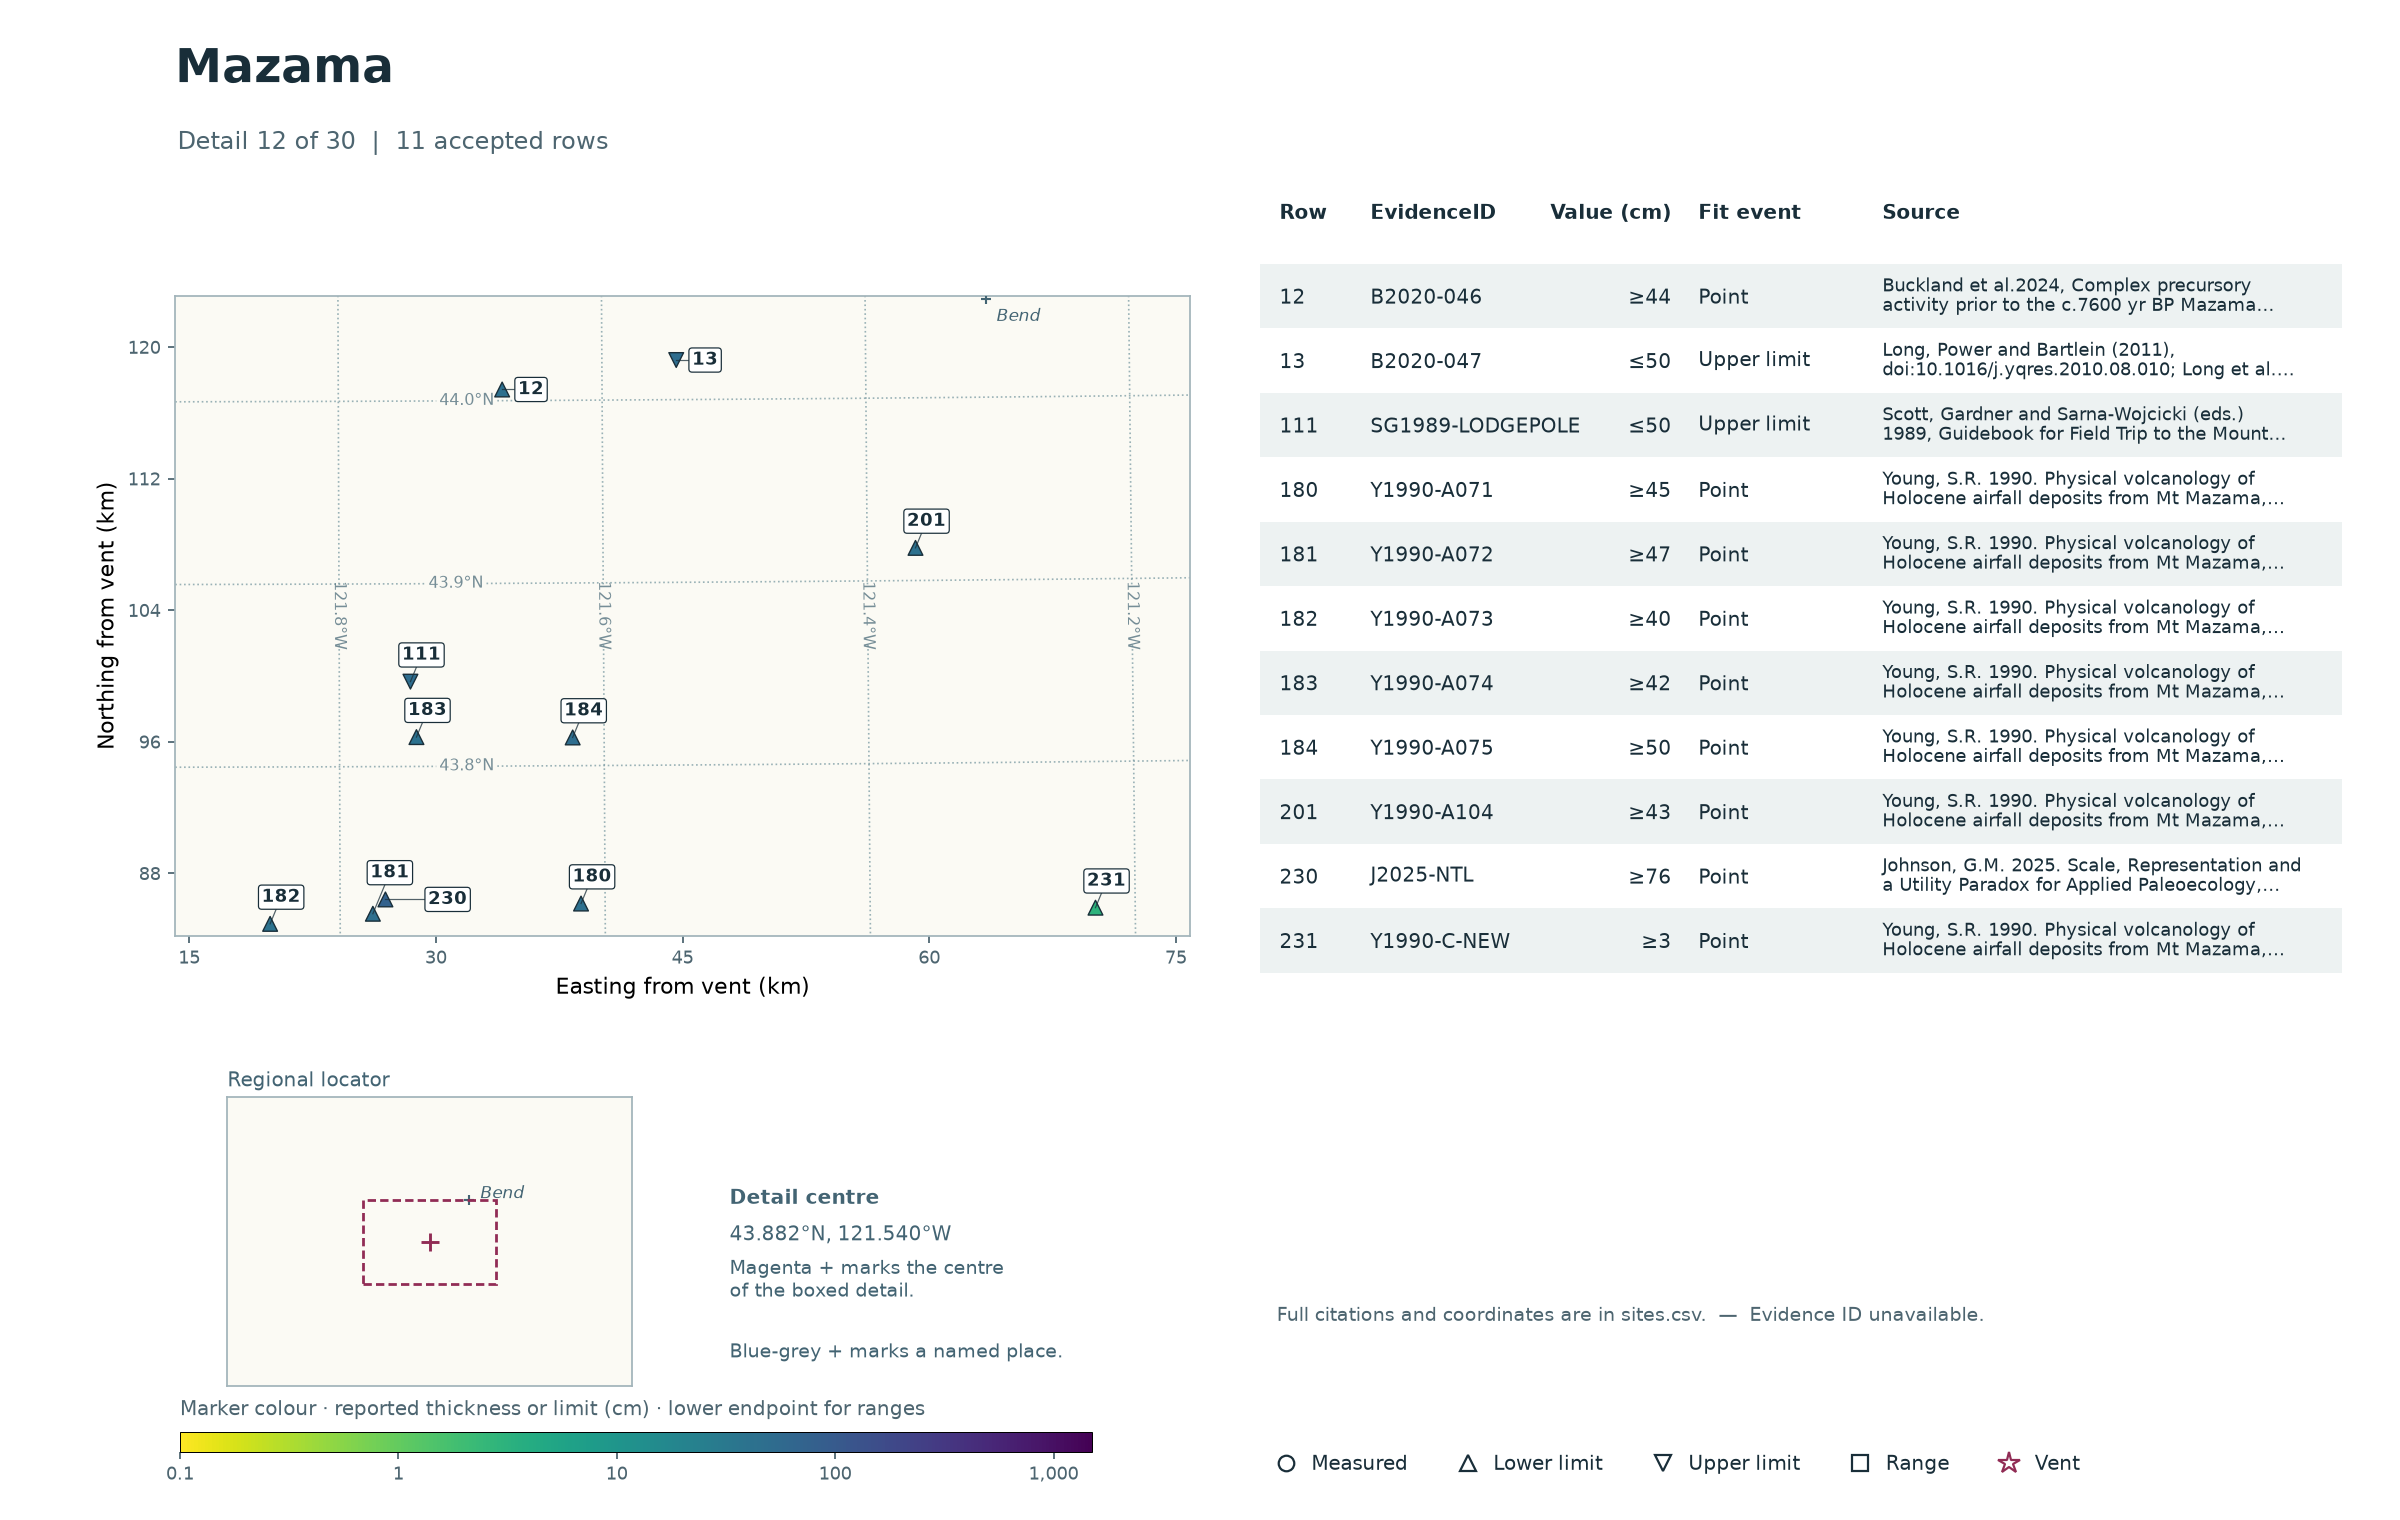 Mazama
Detail 12 of 30 | 11 accepted rows
Row EvidenceID Value (cm) Fit event Source
12 B2020-046 ≥44 Point Buckland et al.2024, Complex precursory
activity prior to the c.7600 yr BP Mazama…
13 B2020-047 ≤50 Upper limit Long, Power and Bartlein (2011),
doi:10.1016/j.yqres.2010.08.010; Long et al.…
111 SG1989-LODGEPOLE ≤50 Upper limit Scott, Gardner and Sarna-Wojcicki (eds.)
1989, Guidebook for Field Trip to the Mount…
180 Y1990-A071 ≥45 Point Young, S.R. 1990. Physical volcanology of
Holocene airfall deposits from Mt Mazama,…
181 Y1990-A072 ≥47 Point Young, S.R. 1990. Physical volcanology of
Holocene airfall deposits from Mt Mazama,…
182 Y1990-A073 ≥40 Point Young, S.R. 1990. Physical volcanology of
Holocene airfall deposits from Mt Mazama,…
183 Y1990-A074 ≥42 Point Young, S.R. 1990. Physical volcanology of
Holocene airfall deposits from Mt Mazama,…
184 Y1990-A075 ≥50 Point Young, S.R. 1990. Physical volcanology of
Holocene airfall deposits from Mt Mazama,…
201 Y1990-A104 ≥43 Point Young, S.R. 1990. Physical volcanology of
Holocene airfall deposits from Mt Mazama,…
230 J2025-NTL ≥76 Point Johnson, G.M. 2025. Scale, Representation and
a Utility Paradox for Applied Paleoecology,…
231 Y1990-C-NEW ≥3 Point Young, S.R. 1990. Physical volcanology of
Holocene airfall deposits from Mt Mazama,…
Northing from vent (km)
120
112
104
96
88
Bend
13
12
44.0°N
201
43.9°N
121.8°W
121.6°W
121.4°W
121.2°W
111
183
184
43.8°N
181
180
231
182
230
15 30 45 60 75
Easting from vent (km)
Regional locator
Bend
Detail centre
43.882°N, 121.540°W
Magenta + marks the centre
of the boxed detail.
Blue-grey + marks a named place.
Full citations and coordinates are in sites.csv. — Evidence ID unavailable.
Marker colour · reported thickness or limit (cm) · lower endpoint for ranges
0.1 1 10 100 1,000
Measured Lower limit Upper limit Range Vent